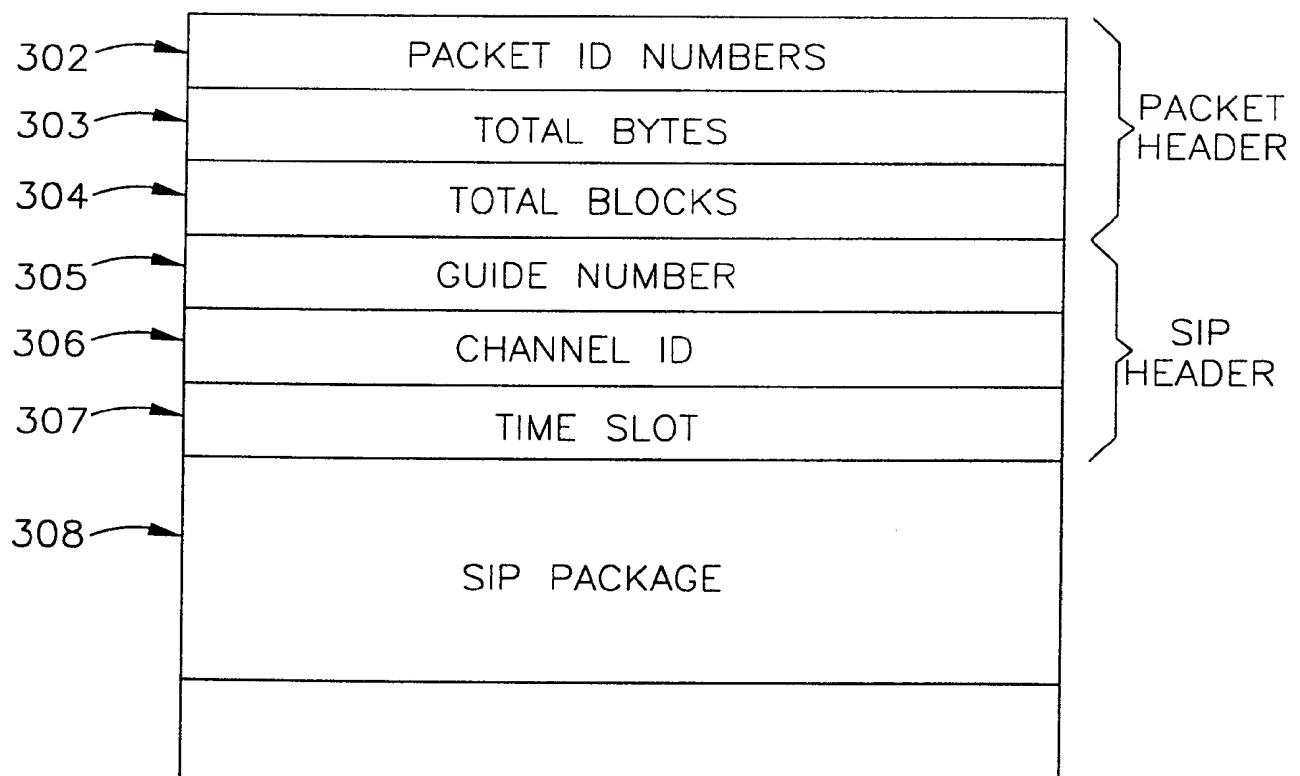 302
PACKET ID NUMBERS
303
TOTAL BYTES
304
TOTAL BLOCKS
PACKET
HEADER
305
GUIDE NUMBER
306
CHANNEL ID
307
TIME SLOT
SIP
HEADER
308
SIP PACKAGE